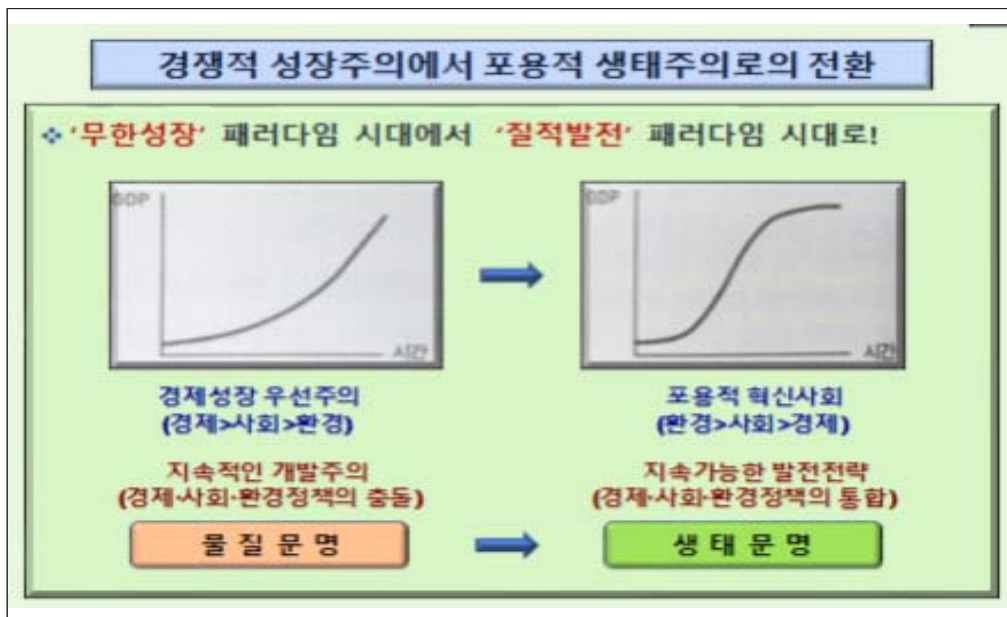 경쟁적 성장주의에서 포용적 생태주의로의 전환
❖ ‘무한성장’ 패러다임 시대에서 ‘질적발전’ 패러다임 시대로!
GDP
시간
GDP
시간
경제성장 우선주의
(경제>사회>환경)
포용적 혁신사회
(환경>사회>경제)
지속적인 개발주의
(경제·사회·환경정책의 충돌)
지속가능한 발전전략
(경제·사회·환경정책의 통합)
물 질 문 명
생 태 문 명